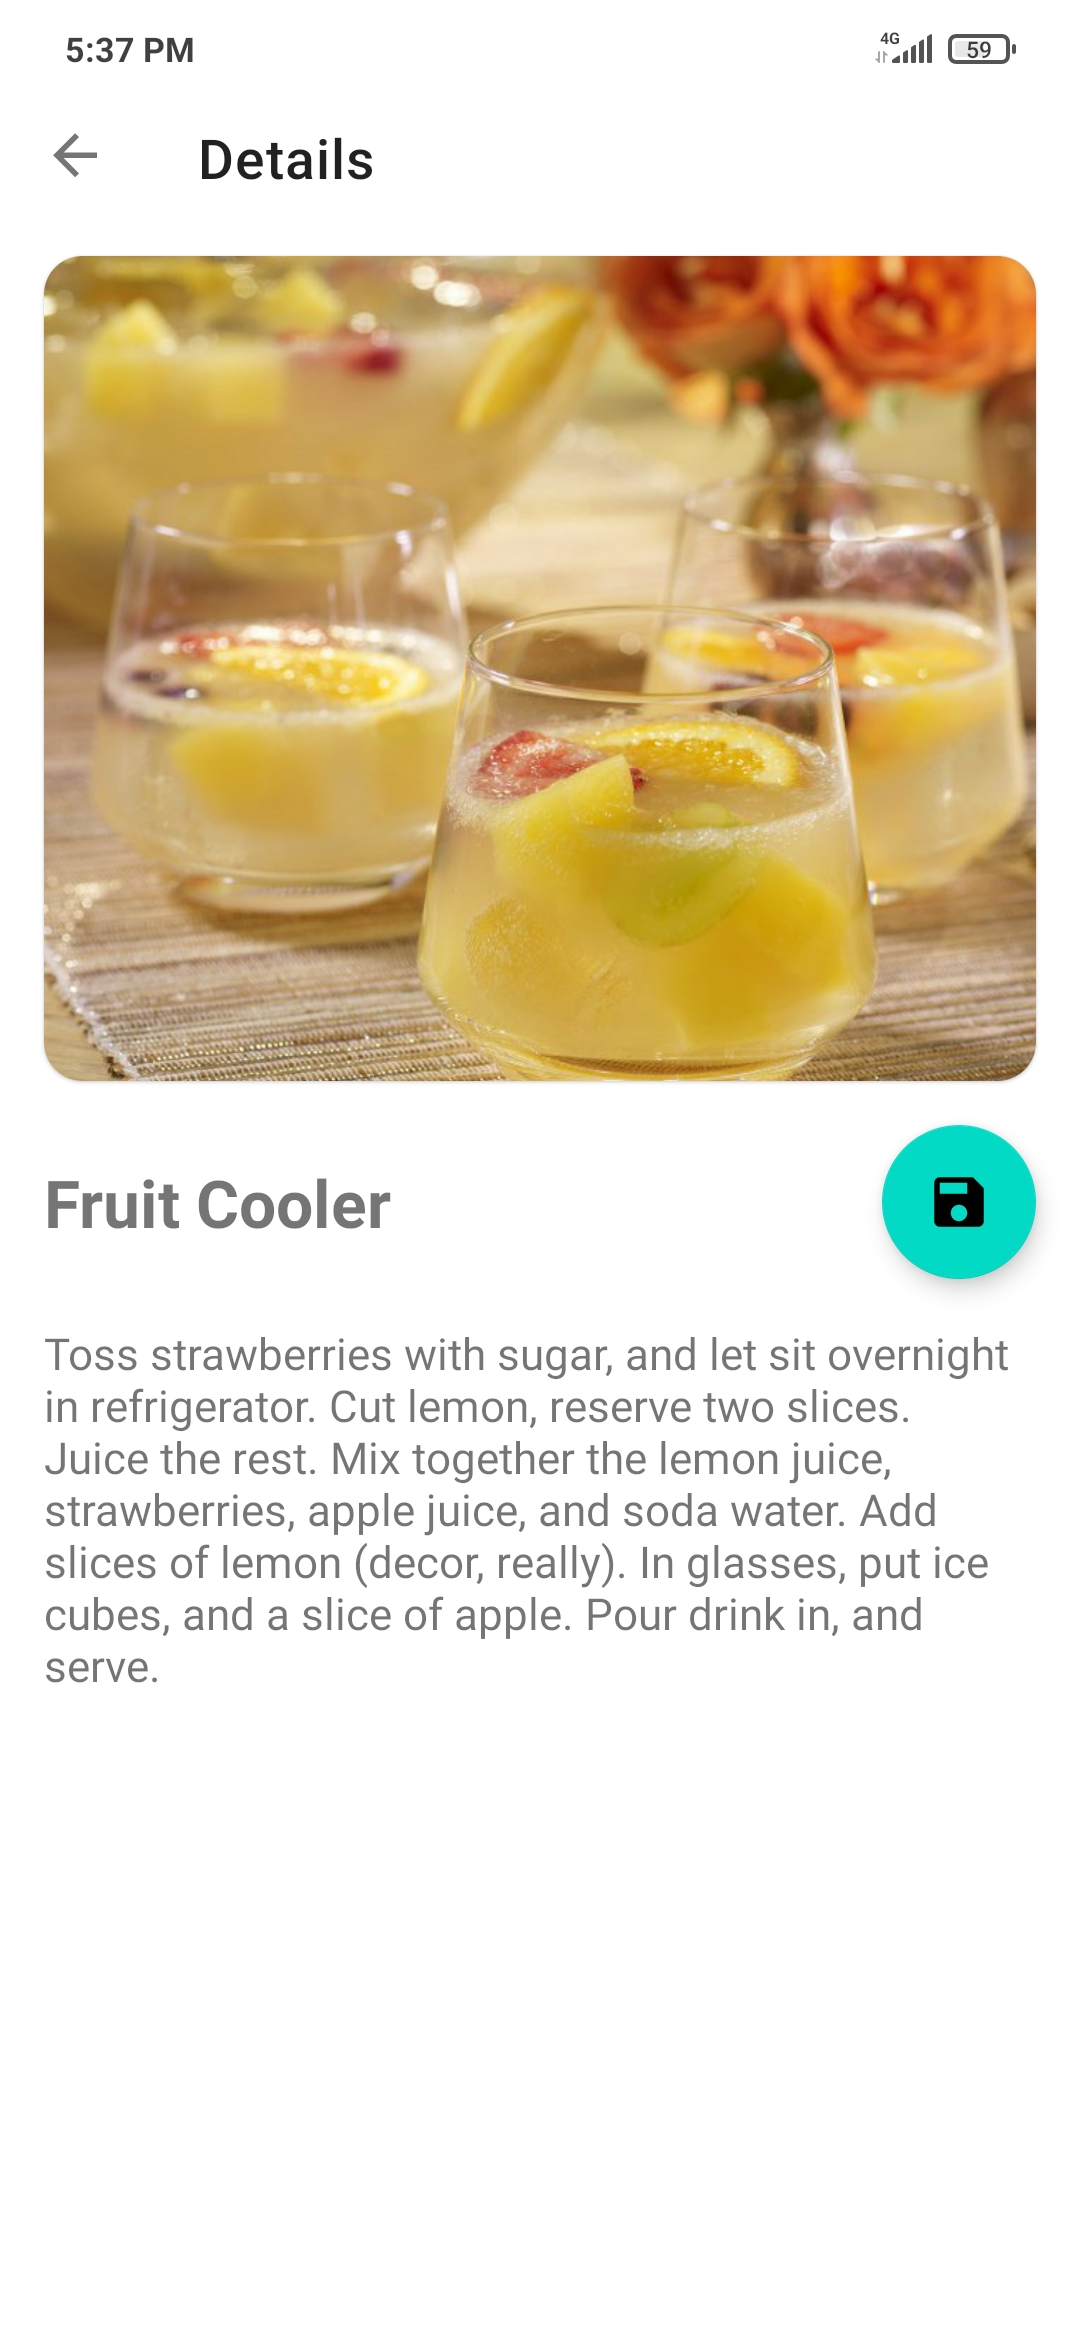 5:37 PM
4G
59
Details
Fruit Cooler
Toss strawberries with sugar, and let sit overnight
in refrigerator. Cut lemon, reserve two slices.
Juice the rest. Mix together the lemon juice,
strawberries, apple juice, and soda water. Add
slices of lemon (decor, really). In glasses, put ice
cubes, and a slice of apple. Pour drink in, and
serve.